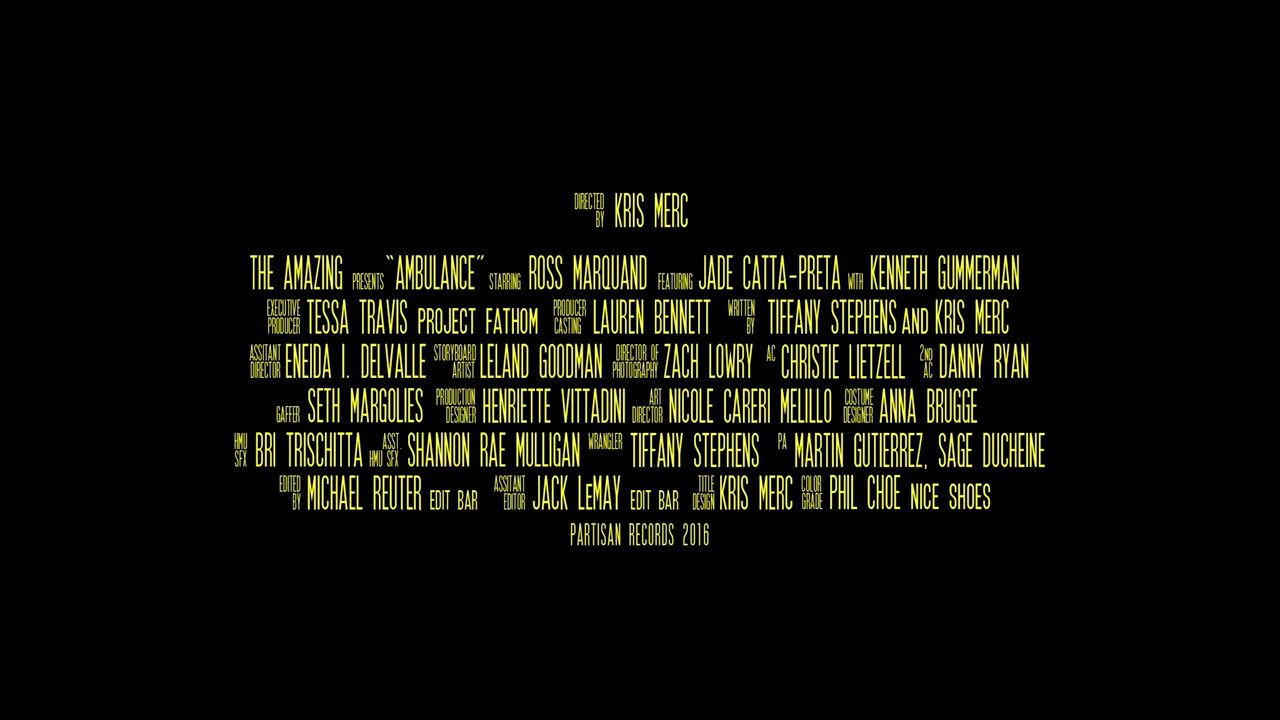 DIRECTED BY KRIS MERC
THE AMAZING PRESENTS "AMBULANCE" STARRING ROSS MARQUAND FEATURING JADE CATTA-PRETA WITH KENNETH GUMMERMAN
EXECUTIVE PRODUCER TESSA TRAVIS PROJECT FATHOM PRODUCER CASTING LAUREN BENNETT WRITTEN BY TIFFANY STEPHENS AND KRIS MERC
ASSITANT DIRECTOR ENEIDA I. DELVALLE STORYBOARD ARTIST LELAND GOODMAN DIRECTOR OF PHOTOGRAPHY ZACH LOWRY AC CHRISTIE LIETZELL 2ND AC DANNY RYAN
GAFFER SETH MARGOLIES PRODUCTION DESIGNER HENRIETTE VITTADINI ART DIRECTOR NICOLE CARERI MELILLO COSTUME DESIGNER ANNA BRUGGE
HMU SFX BRI TRISCHITTA ASST. HMU SFX SHANNON RAE MULLIGAN WRANGLER TIFFANY STEPHENS PA MARTIN GUTIERREZ, SAGE DUCHEINE
EDITED BY MICHAEL REUTER EDIT BAR ASSITANT EDITOR JACK LEMAY EDIT BAR TITLE DESIGN KRIS MERC COLOR GRADE PHIL CHOE NICE SHOES
PARTISAN RECORDS 2016